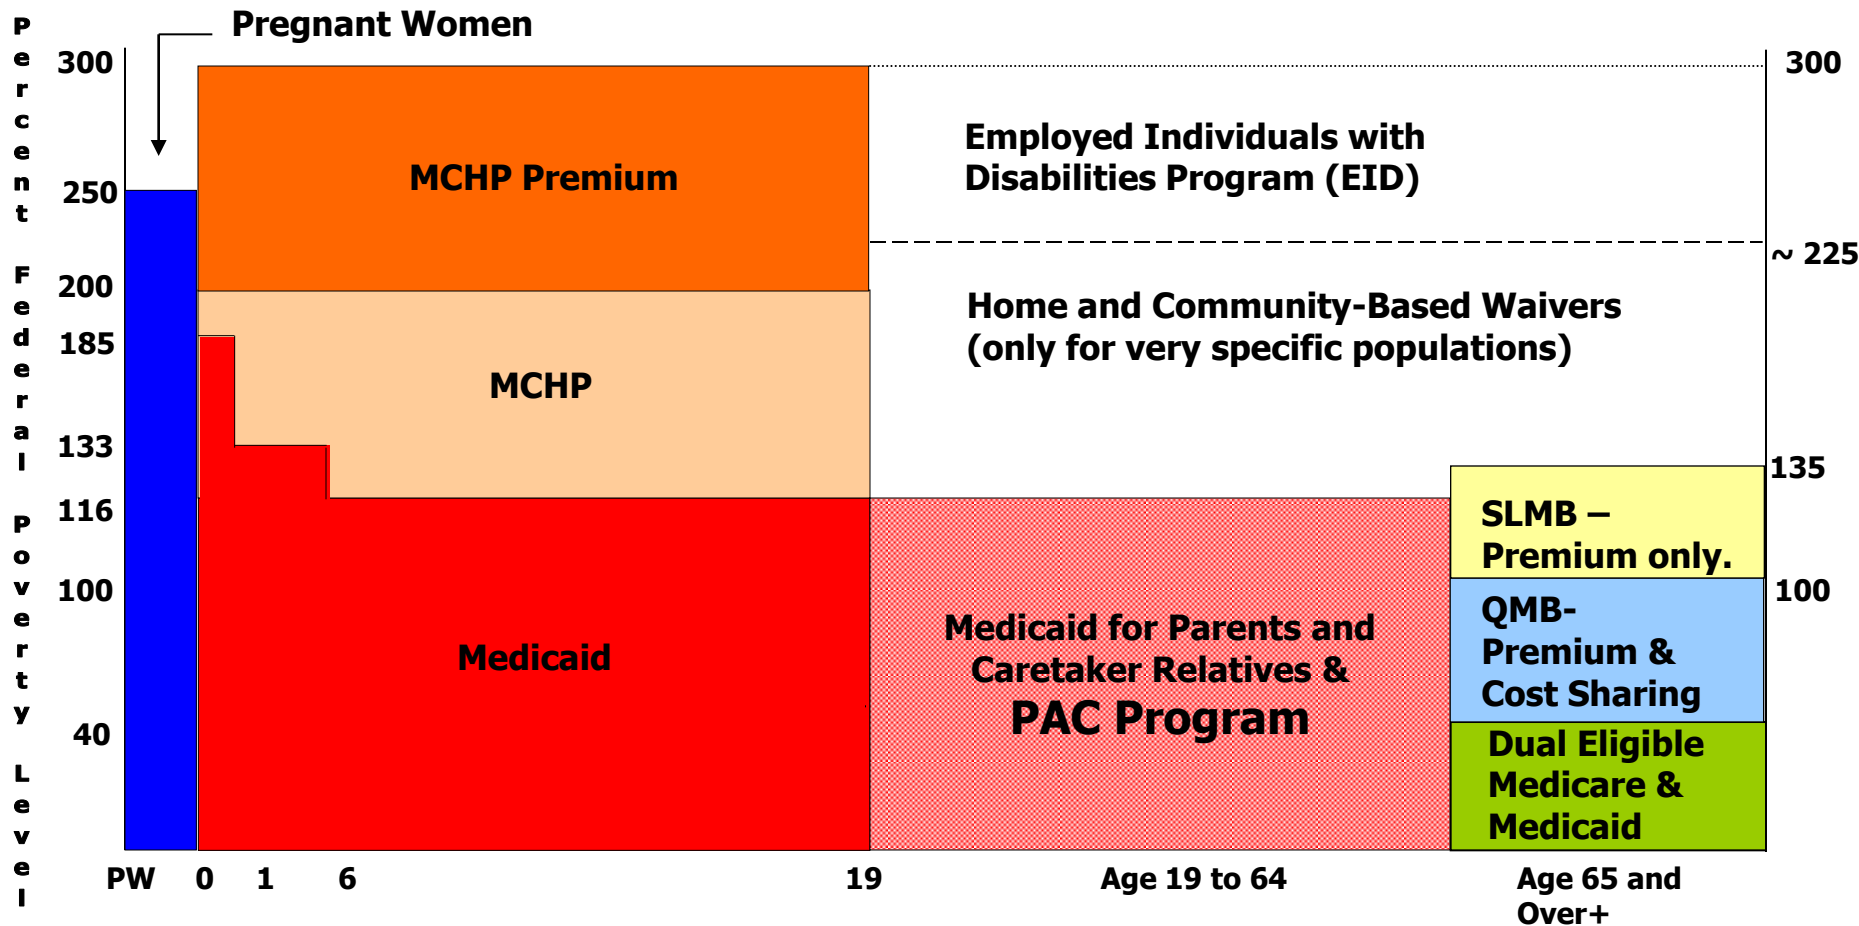 Percent Federal Poverty Level
Pregnant Women
300
250
200
185
133
116
100
40
MCHP Premium
MCHP
Medicaid
Employed Individuals with
Disabilities Program (EID)
Home and Community-Based Waivers
(only for very specific populations)
Medicaid for Parents and
Caretaker Relatives &
PAC Program
SLMB –
Premium only.
QMB-
Premium &
Cost Sharing
Dual Eligible
Medicare &
Medicaid
300
~ 225
135
100
PW 0 1 6 19 Age 19 to 64 Age 65 and
Over+